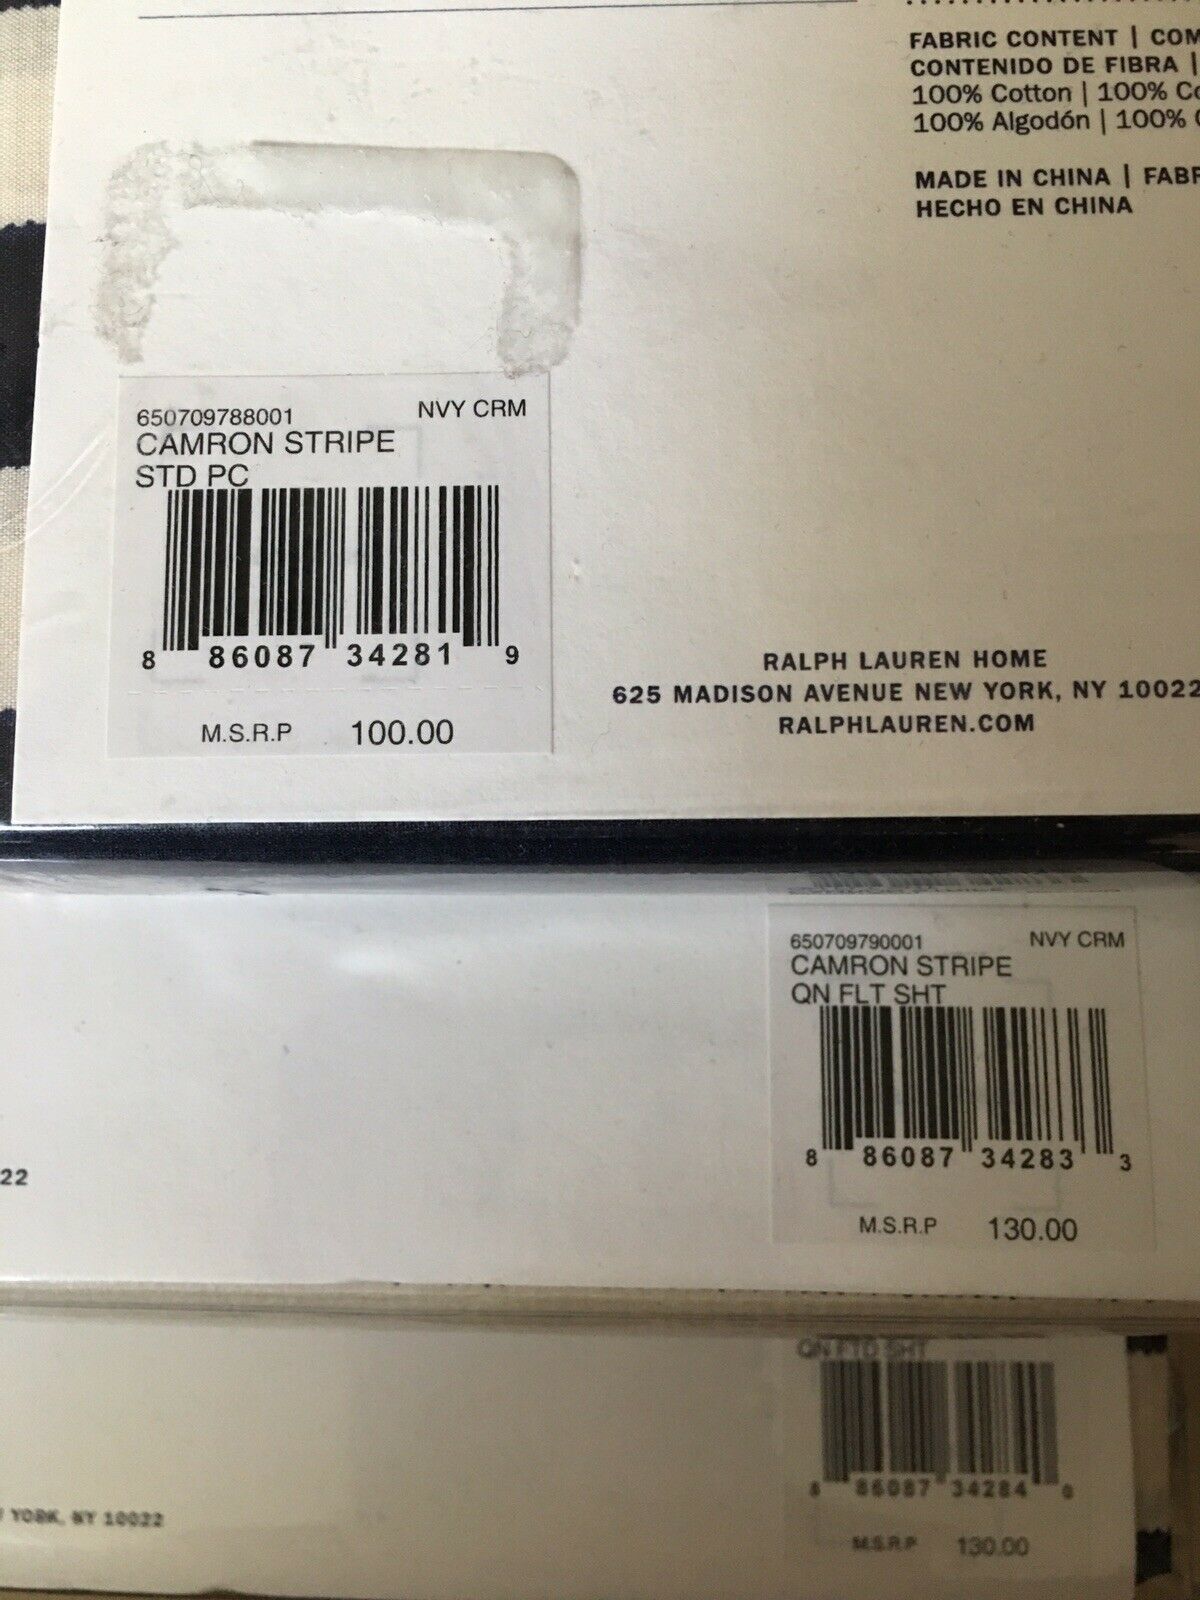 FABRIC CONTENT | COM
CONTENIDO DE FIBRA |
100% Cotton | 100% Co
100% Algodón | 100%
MADE IN CHINA | FABR
HECHO EN CHINA
650709788001 NVY CRM
CAMRON STRIPE
STD PC
8 86087 34281 9
M.S.R.P 100.00
RALPH LAUREN HOME
625 MADISON AVENUE NEW YORK, NY 10022
RALPHLAUREN.COM
650709790001 NVY CRM
CAMRON STRIPE
QN FLT SHT
8 86087 34283 3
M.S.R.P 130.00
22
QN FTD SHT
8 86087 34284 0
M.S.R.P 130.00
YORK, NY 10022